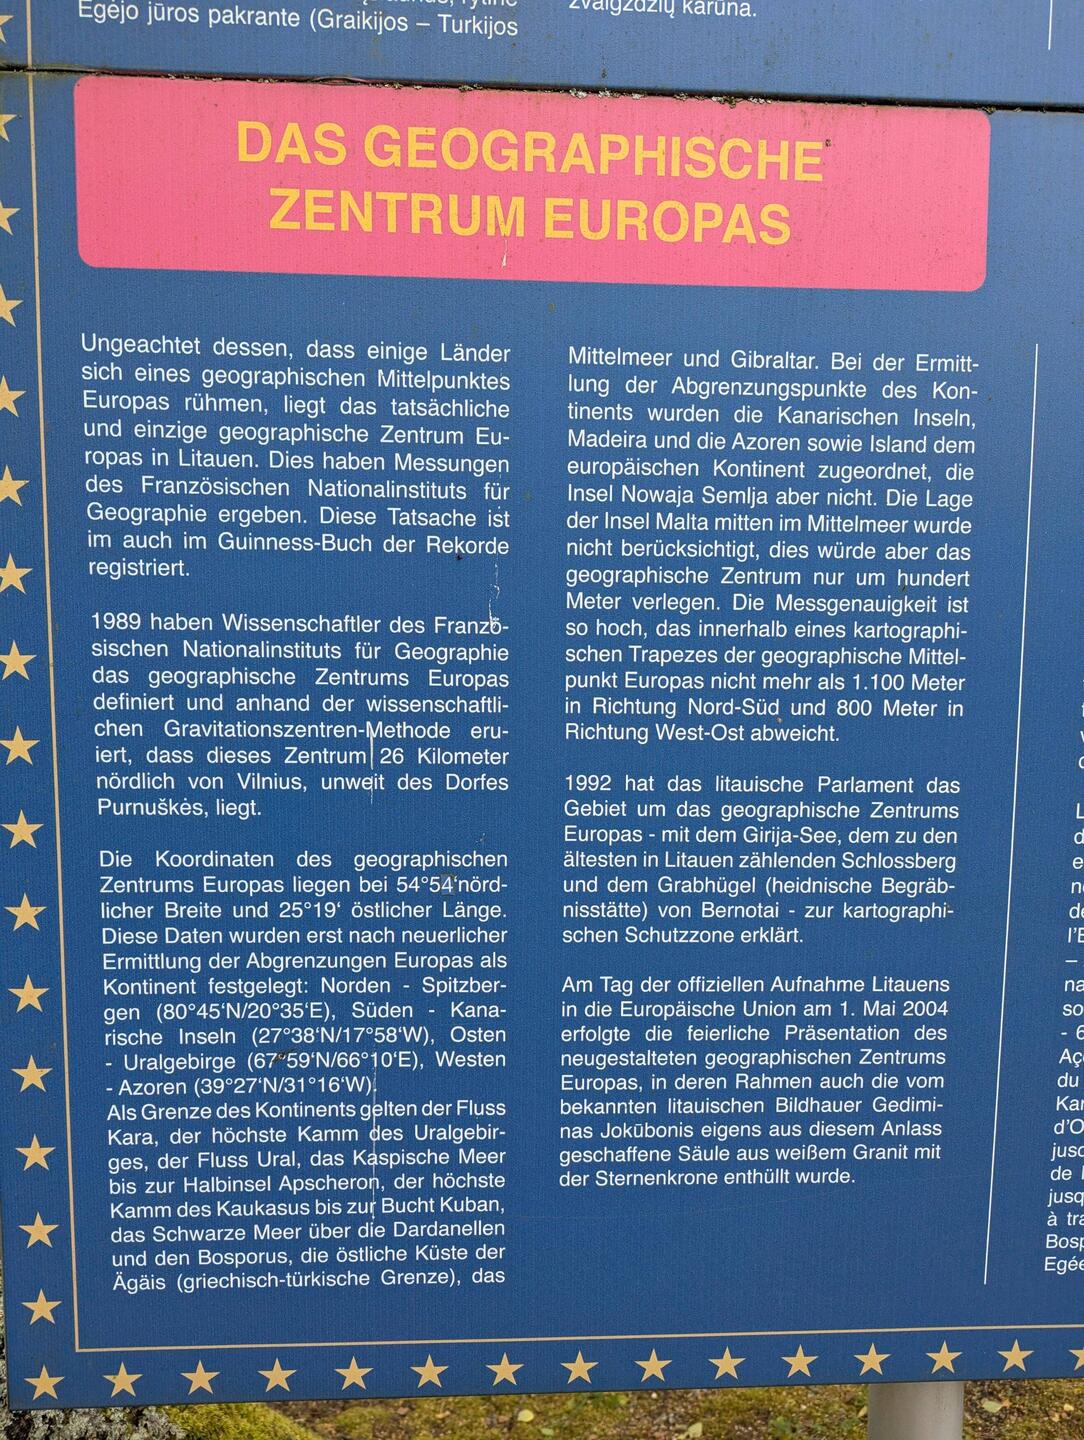 Egėjo jūros pakrante (Graikijos – Turkijos
žvaigždžių karūna.
DAS GEOGRAPHISCHE
ZENTRUM EUROPAS
Ungeachtet dessen, dass einige Länder
sich eines geographischen Mittelpunktes
Europas rühmen, liegt das tatsächliche
und einzige geographische Zentrum Eu-
ropas in Litauen. Dies haben Messungen
des Französischen Nationalinstituts für
Geographie ergeben. Diese Tatsache ist
im auch im Guinness-Buch der Rekorde
registriert.
1989 haben Wissenschaftler des Franzö-
sischen Nationalinstituts für Geographie
das geographische Zentrums Europas
definiert und anhand der wissenschaftli-
chen Gravitationszentren-Methode eru-
iert, dass dieses Zentrum 26 Kilometer
nördlich von Vilnius, unweit des Dorfes
Purnuškės, liegt.
Die Koordinaten des geographischen
Zentrums Europas liegen bei 54°54‘nörd-
licher Breite und 25°19‘ östlicher Länge.
Diese Daten wurden erst nach neuerlicher
Ermittlung der Abgrenzungen Europas als
Kontinent festgelegt: Norden - Spitzber-
gen (80°45‘N/20°35‘E), Süden - Kana-
rische Inseln (27°38‘N/17°58‘W), Osten
- Uralgebirge (67°59‘N/66°10‘E), Westen
- Azoren (39°27‘N/31°16‘W).
Als Grenze des Kontinents gelten der Fluss
Kara, der höchste Kamm des Uralgebir-
ges, der Fluss Ural, das Kaspische Meer
bis zur Halbinsel Apscheron, der höchste
Kamm des Kaukasus bis zur Bucht Kuban,
das Schwarze Meer über die Dardanellen
und den Bosporus, die östliche Küste der
Ägäis (griechisch-türkische Grenze), das
Mittelmeer und Gibraltar. Bei der Ermitt-
lung der Abgrenzungspunkte des Kon-
tinents wurden die Kanarischen Inseln,
Madeira und die Azoren sowie Island dem
europäischen Kontinent zugeordnet, die
Insel Nowaja Semlja aber nicht. Die Lage
der Insel Malta mitten im Mittelmeer wurde
nicht berücksichtigt, dies würde aber das
geographische Zentrum nur um hundert
Meter verlegen. Die Messgenauigkeit ist
so hoch, das innerhalb eines kartographi-
schen Trapezes der geographische Mittel-
punkt Europas nicht mehr als 1.100 Meter
in Richtung Nord-Süd und 800 Meter in
Richtung West-Ost abweicht.
1992 hat das litauische Parlament das
Gebiet um das geographische Zentrums
Europas - mit dem Girija-See, dem zu den
ältesten in Litauen zählenden Schlossberg
und dem Grabhügel (heidnische Begräb-
nisstätte) von Bernotai - zur kartographi-
schen Schutzzone erklärt.
Am Tag der offiziellen Aufnahme Litauens
in die Europäische Union am 1. Mai 2004
erfolgte die feierliche Präsentation des
neugestalteten geographischen Zentrums
Europas, in deren Rahmen auch die vom
bekannten litauischen Bildhauer Gedimi-
nas Jokūbonis eigens aus diesem Anlass
geschaffene Säule aus weißem Granit mit
der Sternenkrone enthüllt wurde.